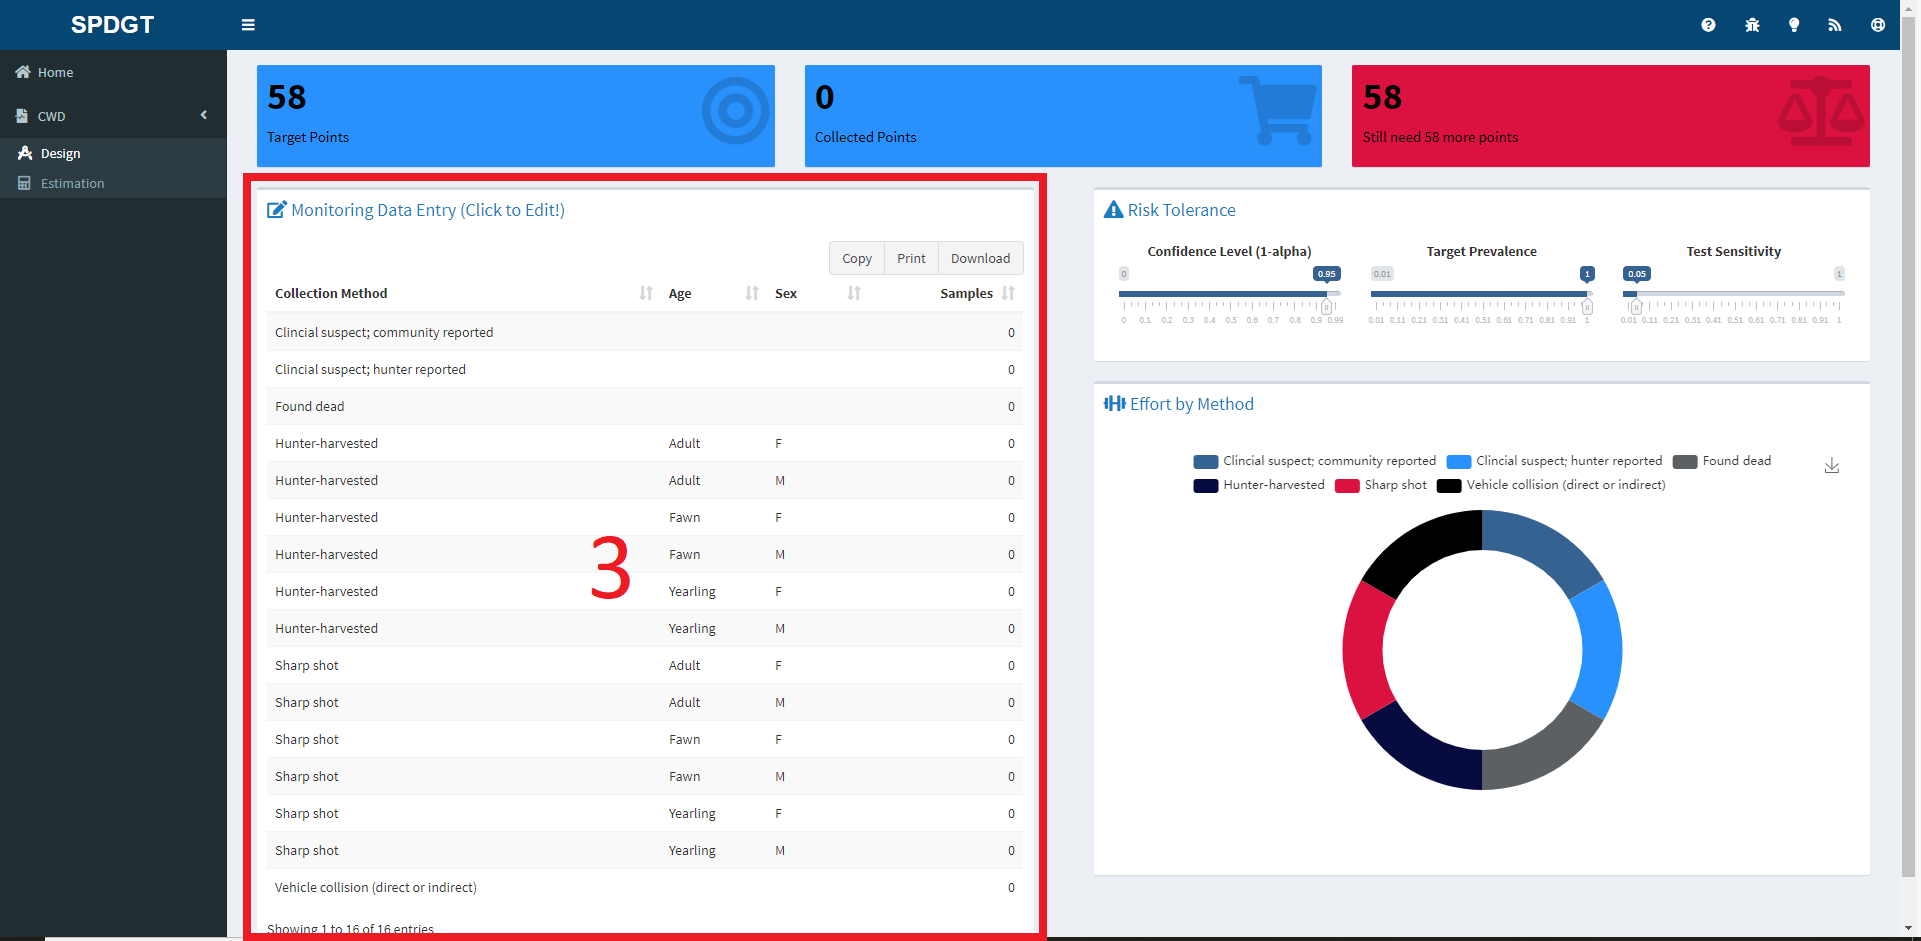 SPDGT
Home
CWD
Design
Estimation
58
Target Points
0
Collected Points
58
Still need 58 more points
Monitoring Data Entry (Click to Edit!)
Copy Print Download
Collection Method Age Sex Samples
Clincial suspect; community reported 0
Clincial suspect; hunter reported 0
Found dead 0
Hunter-harvested Adult F 0
Hunter-harvested Adult M 0
Hunter-harvested Fawn F 0
Hunter-harvested Fawn M 0
Hunter-harvested Yearling F 0
Hunter-harvested Yearling M 0
Sharp shot Adult F 0
Sharp shot Adult M 0
Sharp shot Fawn F 0
Sharp shot Fawn M 0
Sharp shot Yearling F 0
Sharp shot Yearling M 0
Vehicle collision (direct or indirect) 0
Showing 1 to 16 of 16 entries
3
Risk Tolerance
Confidence Level (1-alpha)
0 0.95
0 0.1 0.2 0.3 0.4 0.5 0.6 0.7 0.8 0.9 0.99
Target Prevalence
0.01 1
0.01 0.11 0.21 0.31 0.41 0.51 0.61 0.71 0.81 0.91 1
Test Sensitivity
0.05 1
0.01 0.11 0.21 0.31 0.41 0.51 0.61 0.71 0.81 0.91 1
Effort by Method
Clincial suspect; community reported Clincial suspect; hunter reported Found dead
Hunter-harvested Sharp shot Vehicle collision (direct or indirect)